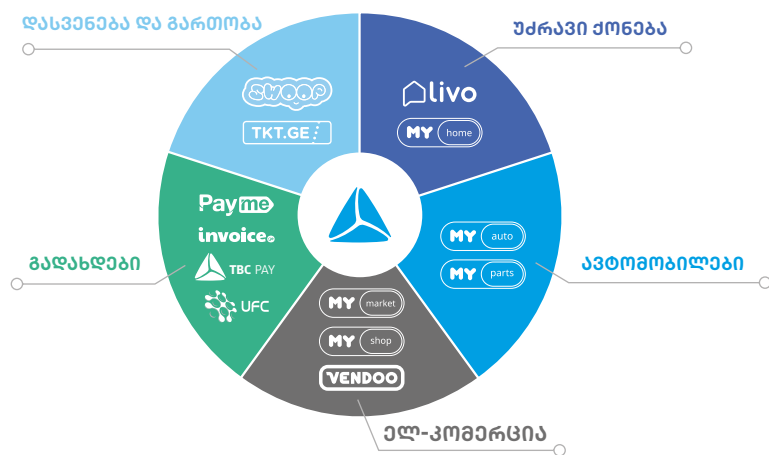 დასვენება და გართობა
უძრავი ქონება
SWOOP
TKT.GE
livo
MY home
Payme
invoice
TBC PAY
UFC
გადახდები
MY auto
MY parts
ავტომობილები
MY market
MY shop
VENDOO
ელ-კომერცია